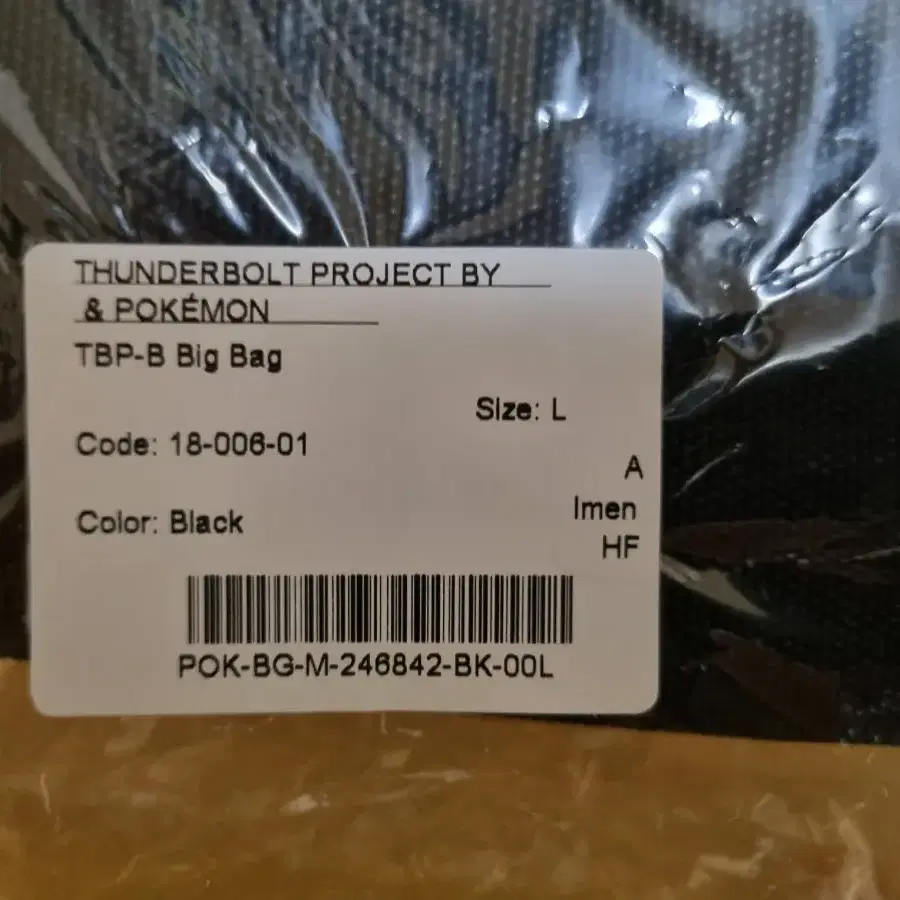 THUNDERBOLT PROJECT BY
& POKÉMON
TBP-B Big Bag
Size: L
Code: 18-006-01
A
Color: Black
Imen
HF
POK-BG-M-246842-BK-00L